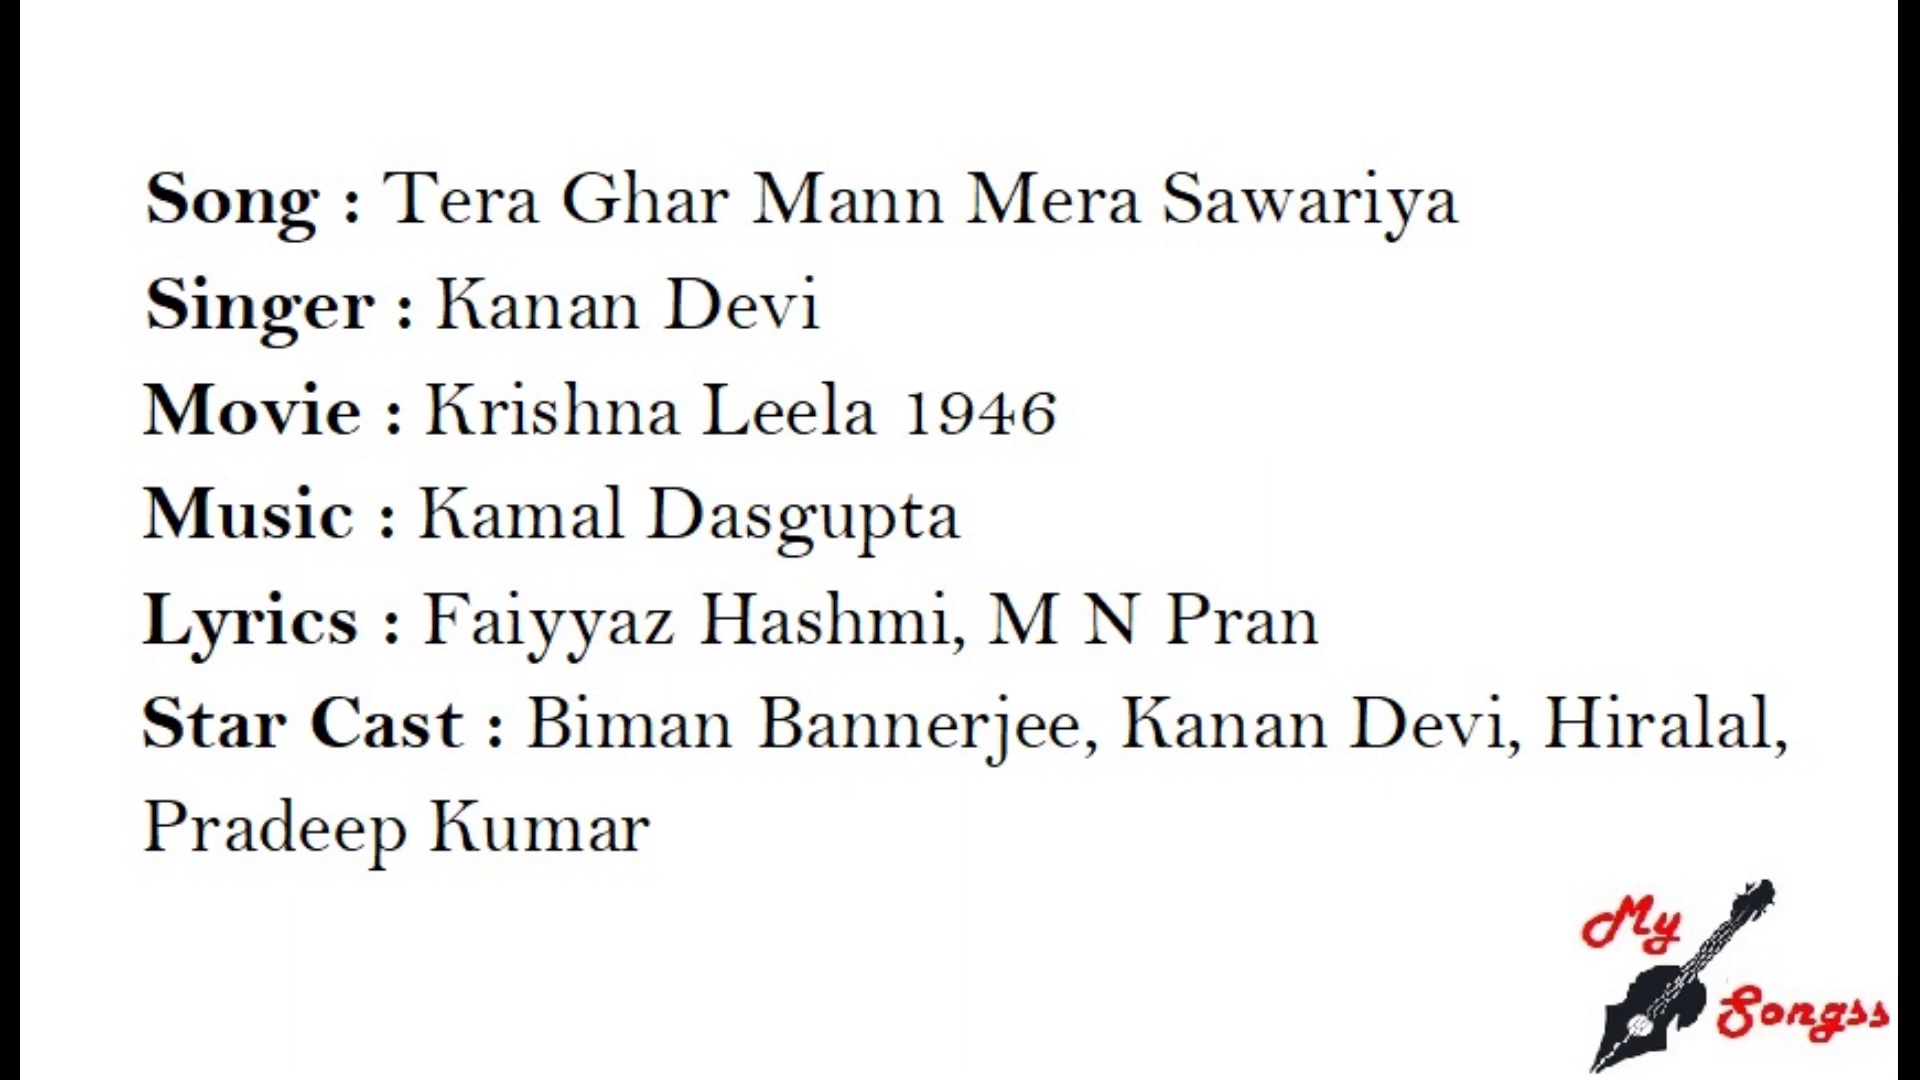 Song : Tera Ghar Mann Mera Sawariya
Singer : Kanan Devi
Movie : Krishna Leela 1946
Music : Kamal Dasgupta
Lyrics : Faiyyaz Hashmi, M N Pran
Star Cast : Biman Bannerjee, Kanan Devi, Hiralal,
Pradeep Kumar
My
Songss